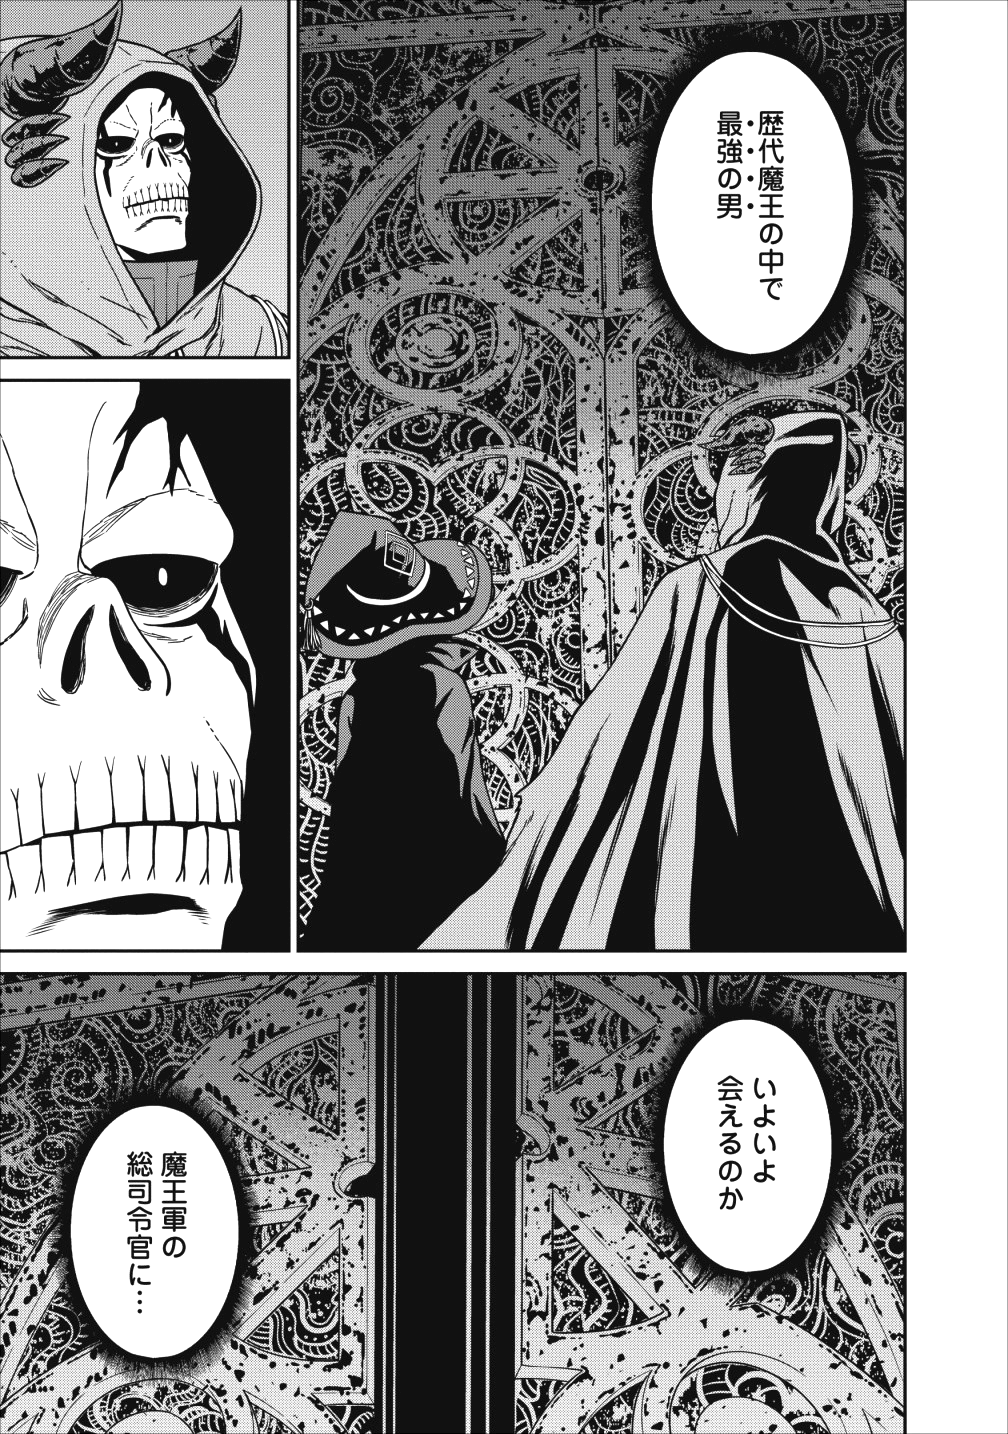 歴代魔王の中で
最強の男
いよいよ
会えるのか
魔王軍の
総司令官に…